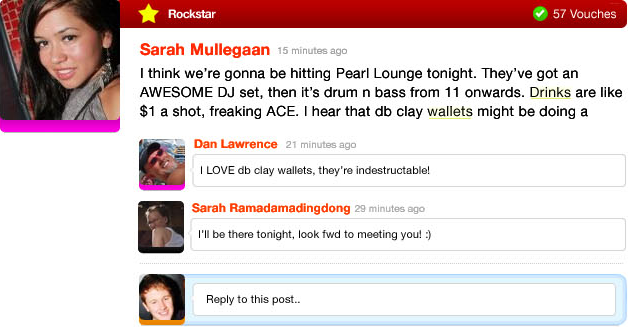 Rockstar
57 Vouches
Sarah Mullegaan 15 minutes ago
I think we're gonna be hitting Pearl Lounge tonight. They've got an
AWESOME DJ set, then it's drum n bass from 11 onwards. Drinks are like
$1 a shot, freaking ACE. I hear that db clay wallets might be doing a
Dan Lawrence 21 minutes ago
I LOVE db clay wallets, they're indestructable!
Sarah Ramadamadingdong 29 minutes ago
I'll be there tonight, look fwd to meeting you! :)
Reply to this post..